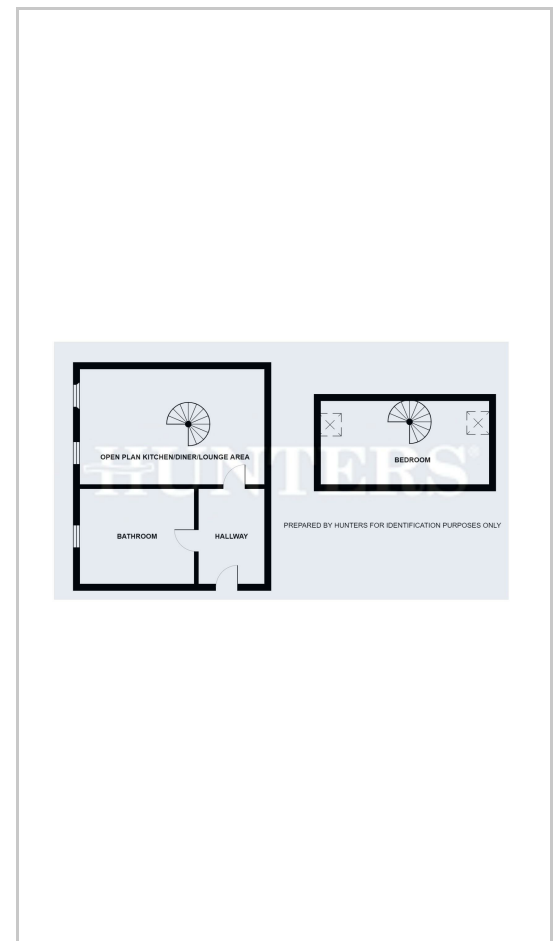 OPEN PLAN KITCHEN/DINER/LOUNGE AREA
BATHROOM
HALLWAY
BEDROOM
HUNTERS®
PREPARED BY HUNTERS FOR IDENTIFICATION PURPOSES ONLY